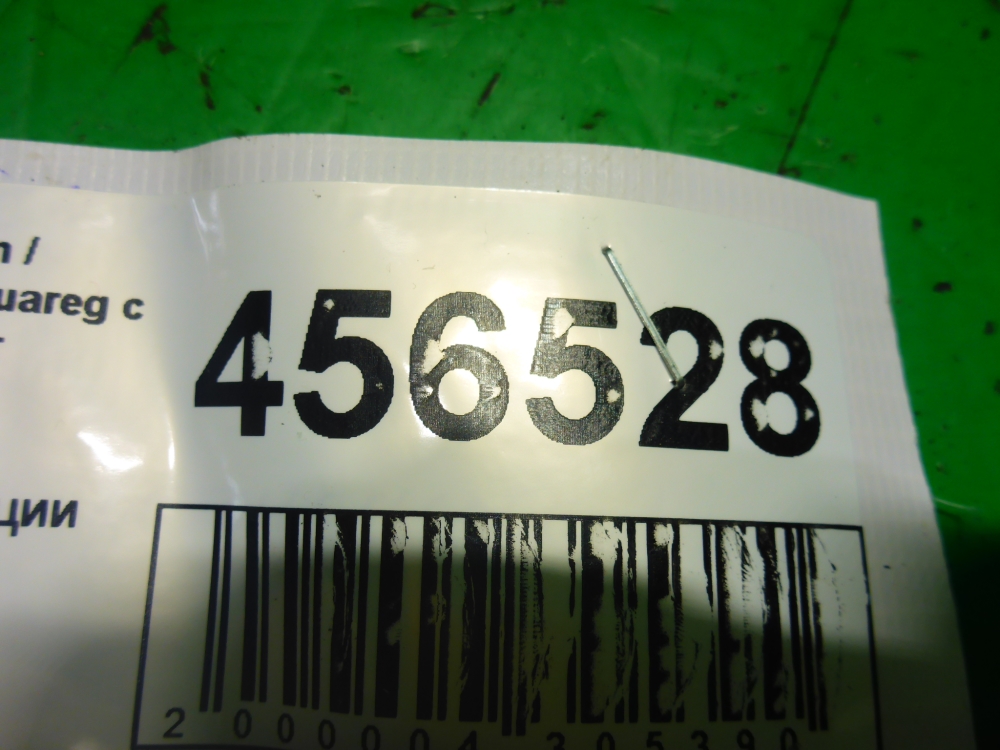 /
uareg с
456528
ции
2 000004 305390